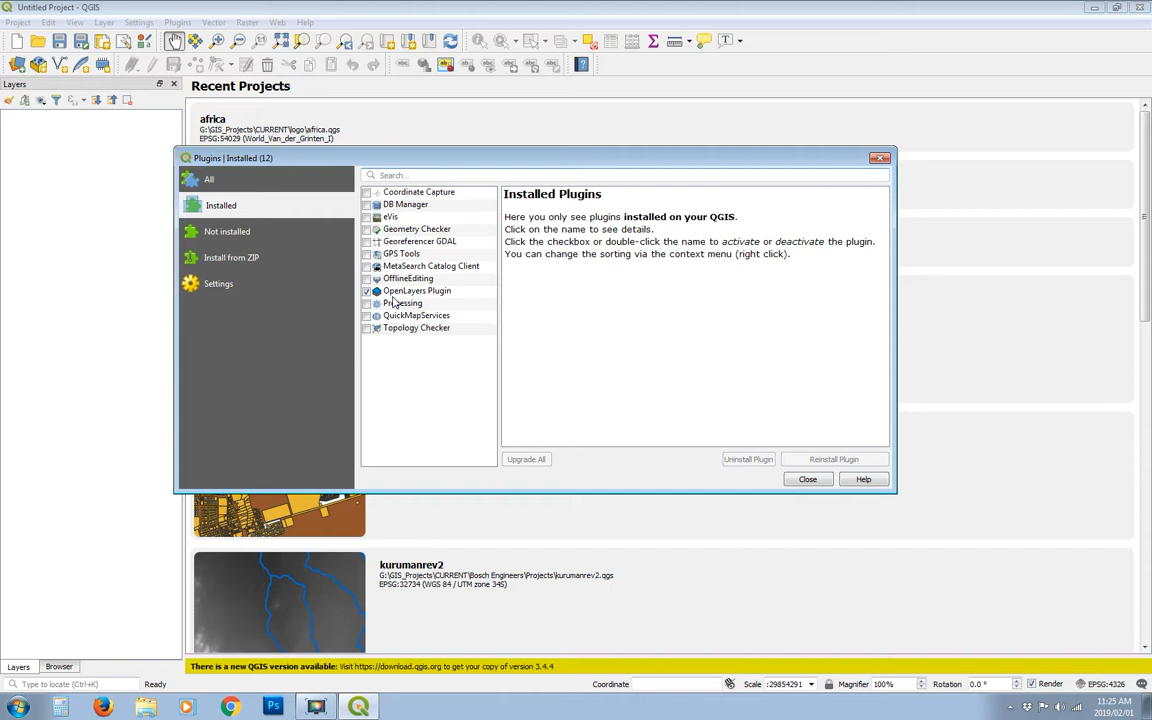 Untitled Project - QGIS
Project Edit View Layer Settings Plugins Vector Raster Web Help
Layers
Recent Projects
africa
G:\GIS_Projects\CURRENT\logo\africa.qgs
EPSG:54029 (World_Van_der_Grinten_I)
Plugins | Installed (12)
All
Installed
Not installed
Install from ZIP
Settings
Search...
Coordinate Capture
DB Manager
eVis
Geometry Checker
Georeferencer GDAL
GPS Tools
MetaSearch Catalog Client
OfflineEditing
OpenLayers Plugin
Processing
QuickMapServices
Topology Checker
Installed Plugins
Here you only see plugins installed on your QGIS.
Click on the name to see details.
Click the checkbox or double-click the name to activate or deactivate the plugin.
You can change the sorting via the context menu (right click).
Upgrade All
Uninstall Plugin
Reinstall Plugin
Close
Help
kurumanrev2
G:\GIS_Projects\CURRENT\Bosch Engineers\Projects\kurumanrev2.qgs
EPSG:32734 (WGS 84 / UTM zone 34S)
Layers Browser
There is a new QGIS version available: Visit https://download.qgis.org to get your copy of version 3.4.4
Type to locate (Ctrl+K)
Ready
Coordinate
Scale :29854291
Magnifier 100%
Rotation 0.0 °
Render
EPSG:4326
Ps
11:25 AM
2019/02/01